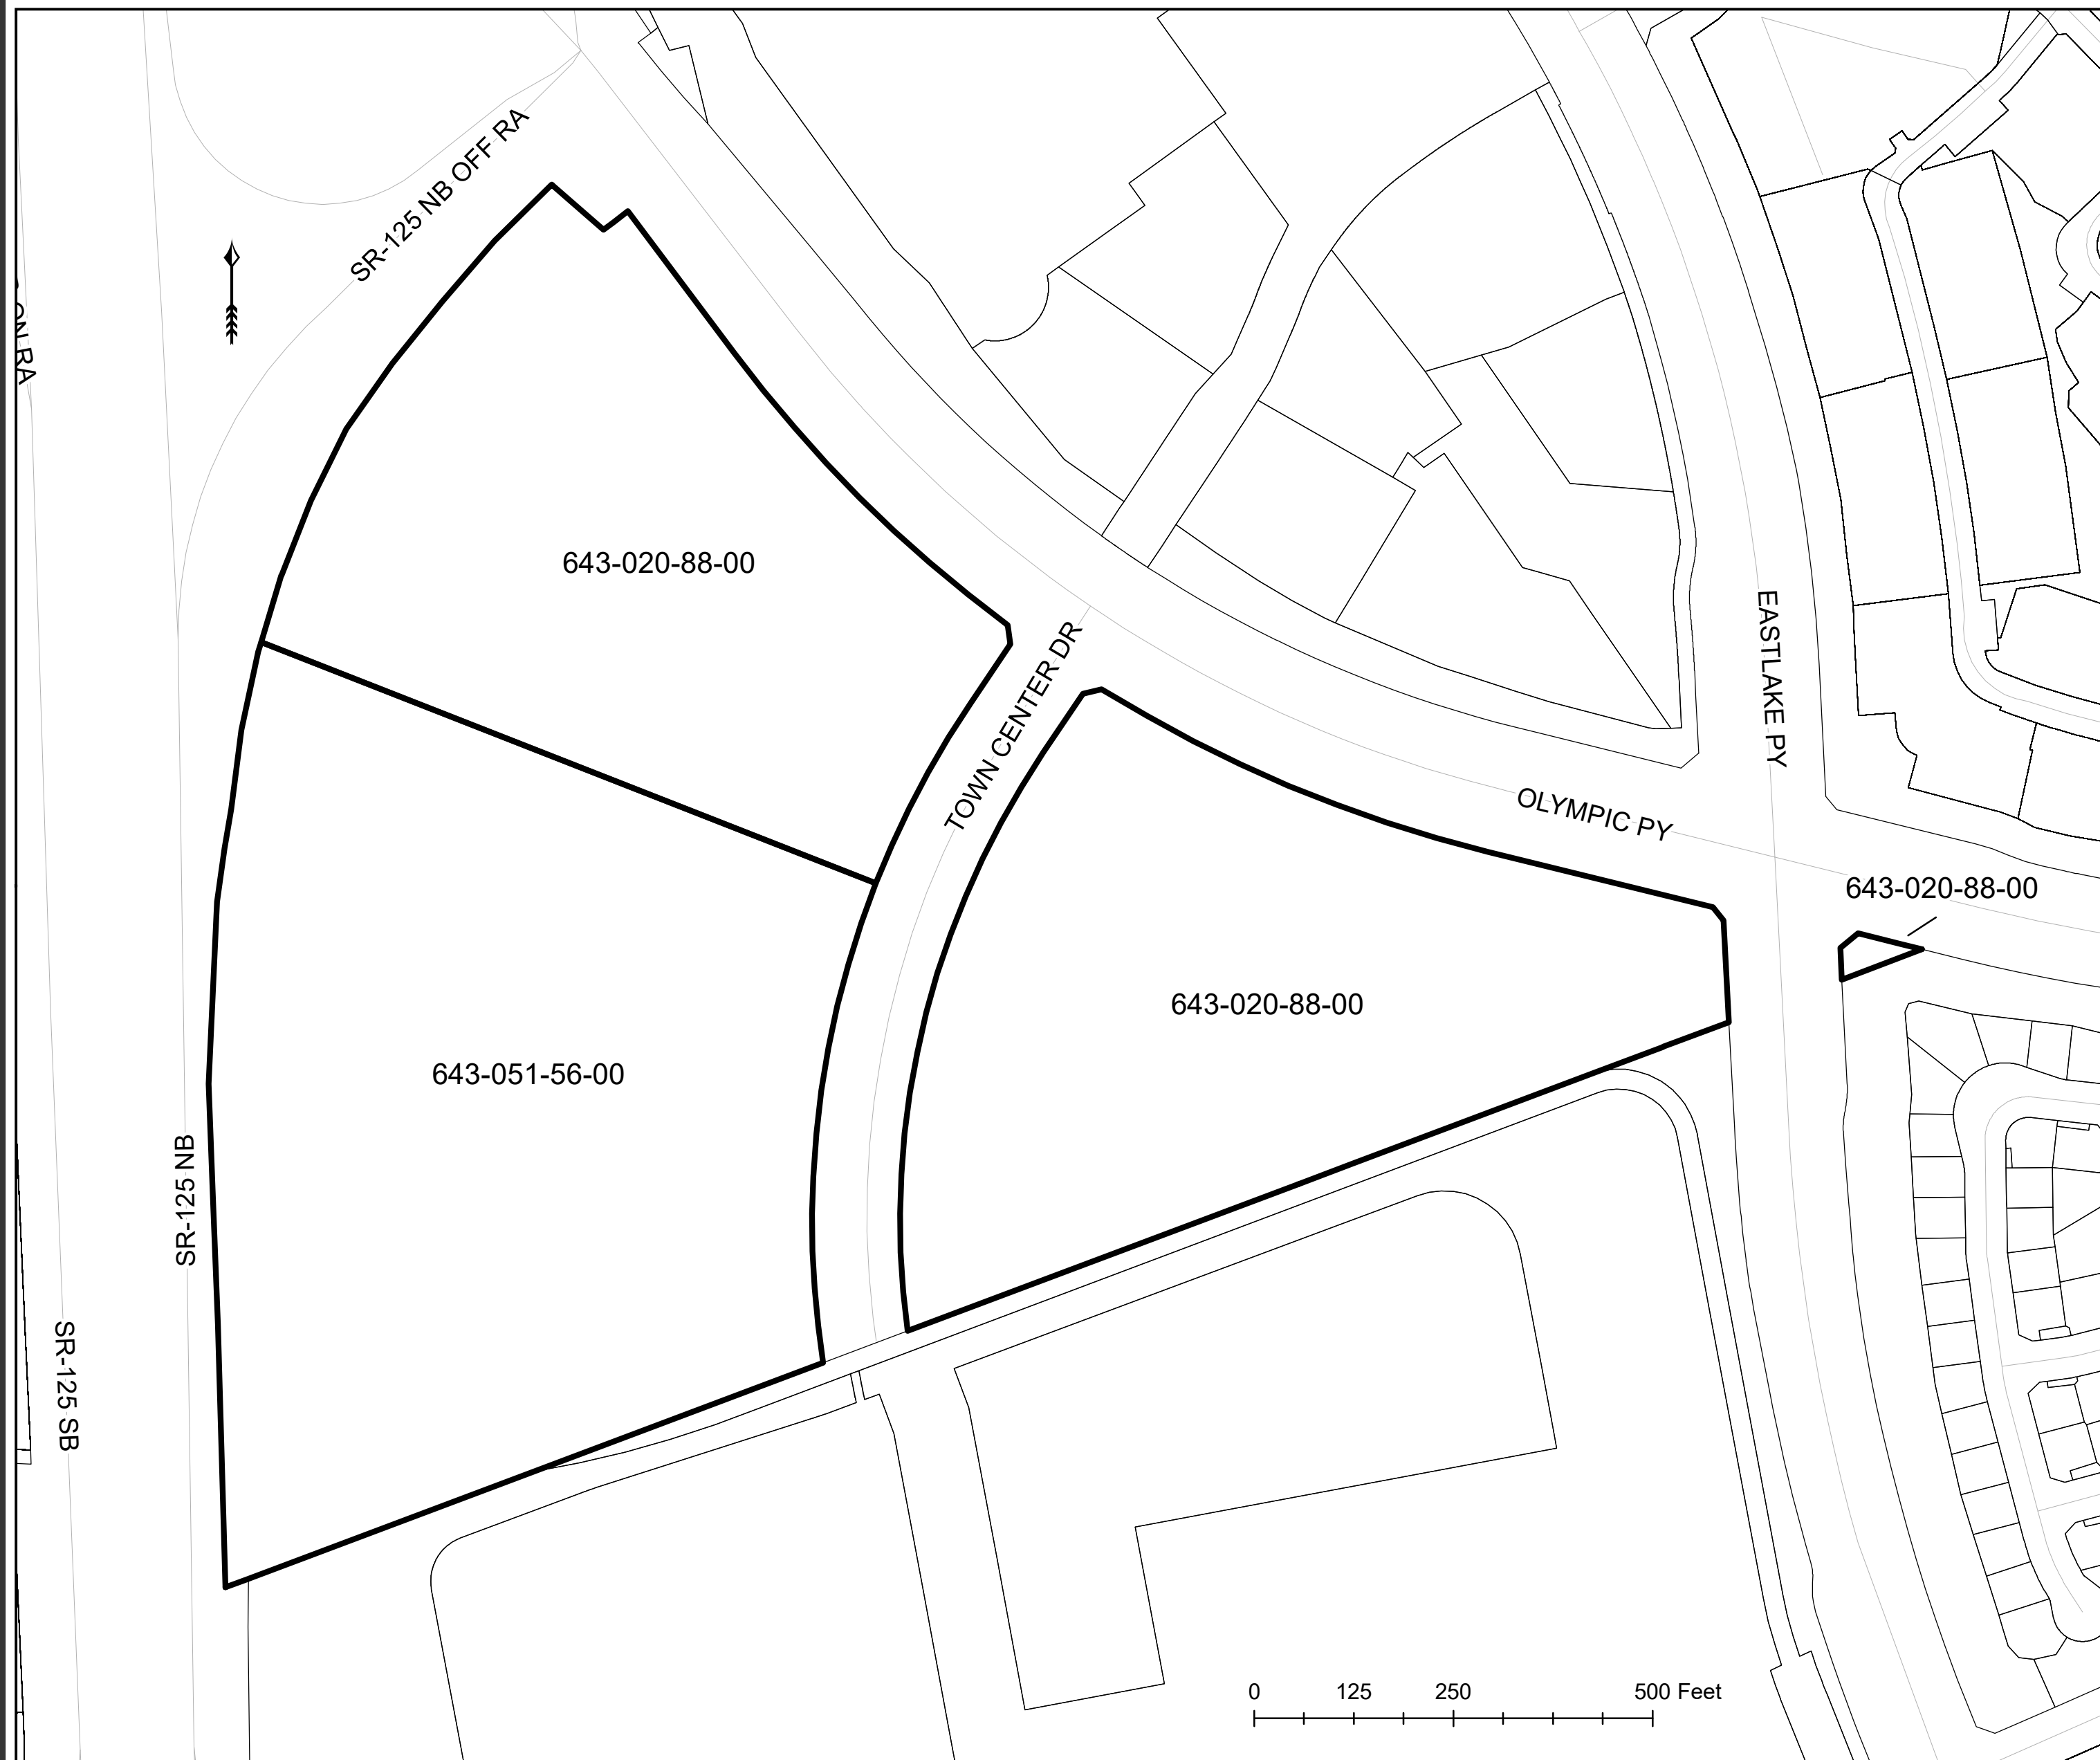 SR-125 NB OFF RA
ON RA
643-020-88-00
TOWN CENTER DR
EASTLAKE PY
OLYMPIC PY
643-020-88-00
643-020-88-00
643-051-56-00
SR-125 NB
SR-125 SB
0 125 250 500 Feet